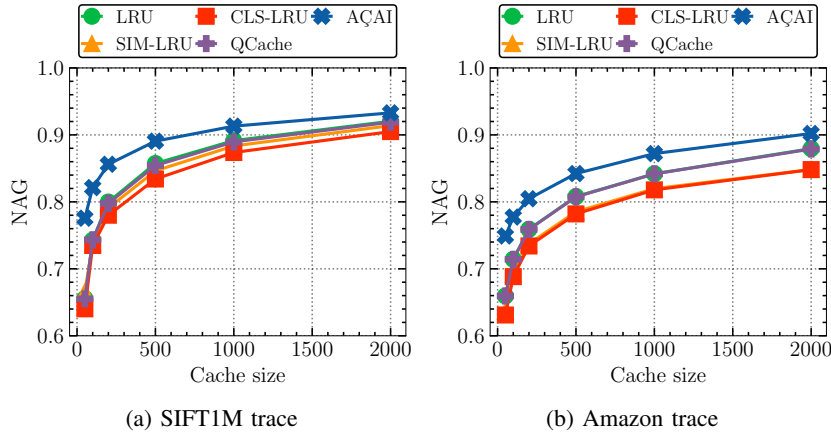 LRU CLS-LRU AÇAI
SIM-LRU QCache
1.0
0.9
0.8
0.7
0.6
NAG
0 500 1000 1500 2000
Cache size
(a) SIFT1M trace
LRU CLS-LRU AÇAI
SIM-LRU QCache
1.0
0.9
0.8
0.7
0.6
NAG
0 500 1000 1500 2000
Cache size
(b) Amazon trace